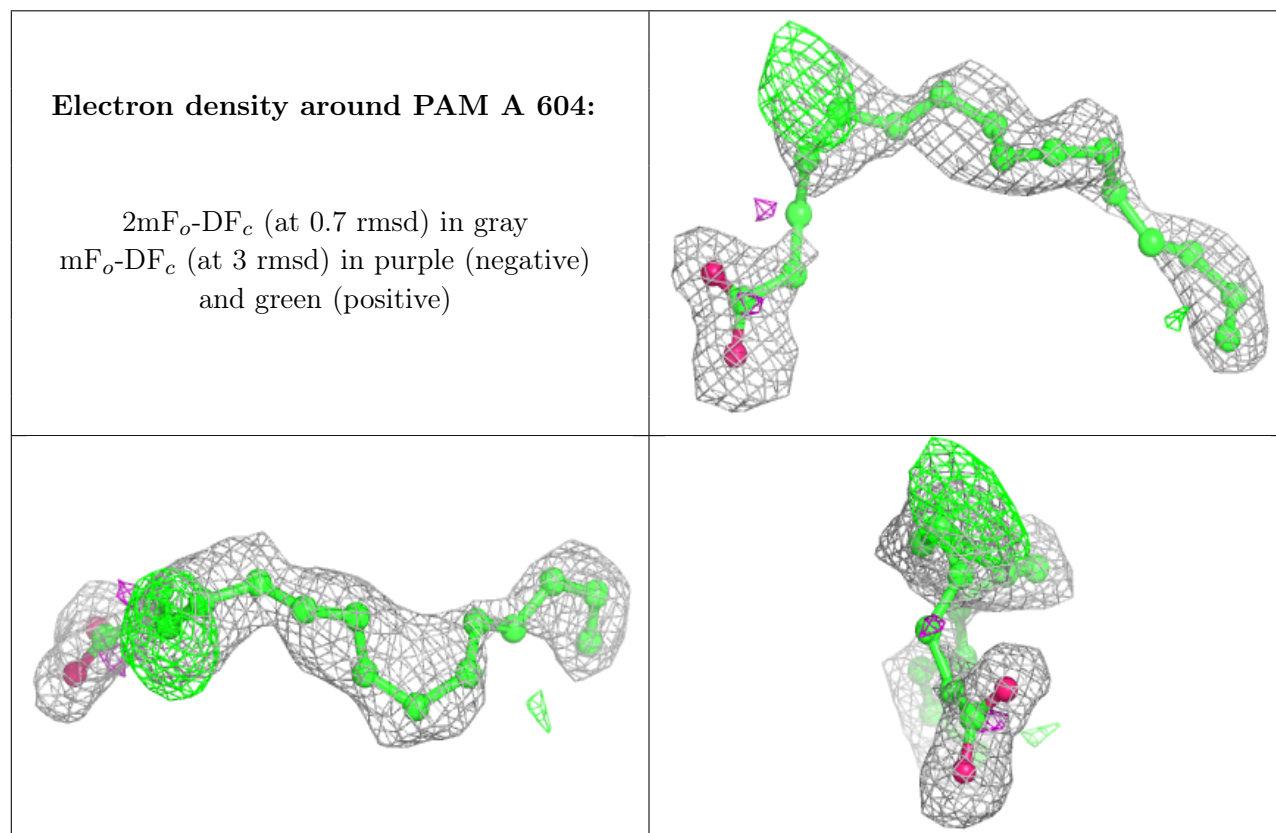 Electron density around PAM A 604:
2mFo-DFc (at 0.7 rmsd) in gray
mFo-DFc (at 3 rmsd) in purple (negative)
and green (positive)